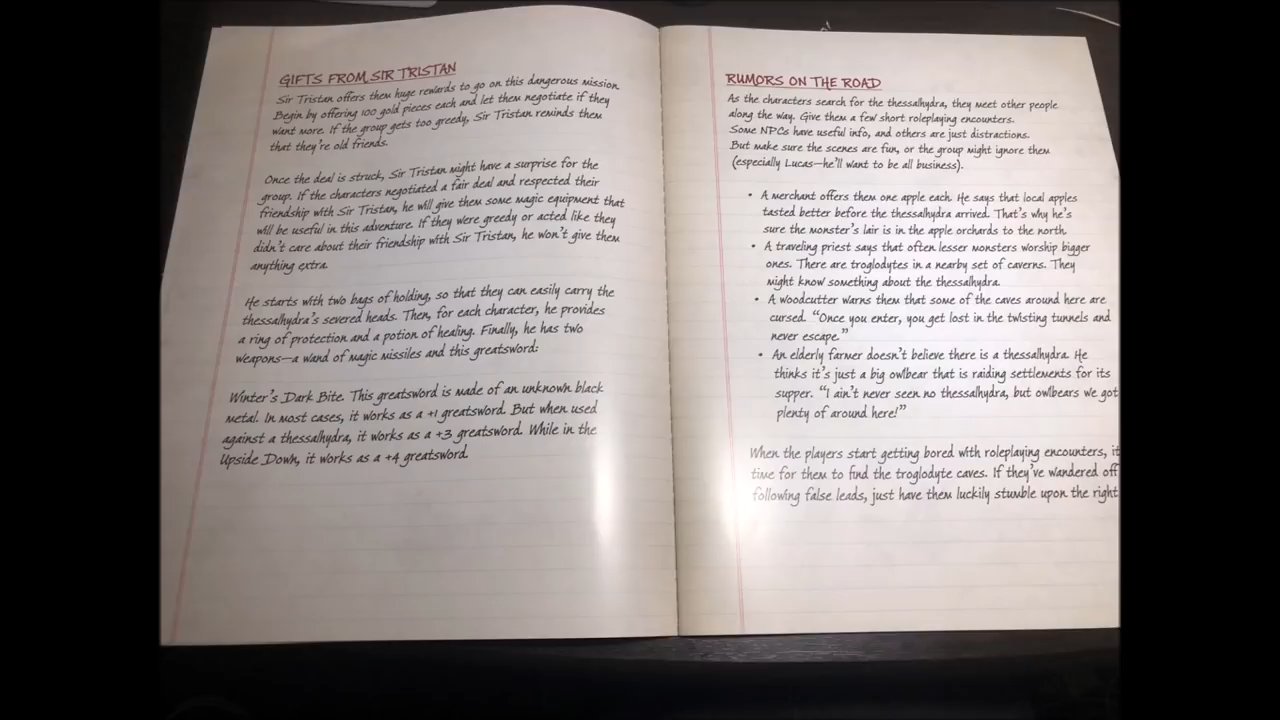 GIFTS FROM SIR TRISTAN
Sir Tristan offers them huge rewards to go on this dangerous mission.
Begin by offering 100 gold pieces each and let them negotiate if they
want more. If the group gets too greedy, Sir Tristan reminds them
that they're old friends.
Once the deal is struck, Sir Tristan might have a surprise for the
group. If the characters negotiated a fair deal and respected their
friendship with Sir Tristan, he will give them some magic equipment that
will be useful in this adventure. If they were greedy or acted like they
didn't care about their friendship with Sir Tristan, he won't give them
anything extra.
He starts with two bags of holding, so that they can easily carry the
thessalhydra's severed heads. Then, for each character, he provides
a ring of protection and a potion of healing. Finally, he has two
weapons—a wand of magic missiles and this greatsword:
Winter's Dark Bite. This greatsword is made of an unknown black
metal. In most cases, it works as a +1 greatsword. But when used
against a thessalhydra, it works as a +3 greatsword. While in the
Upside Down, it works as a +4 greatsword.
RUMORS ON THE ROAD
As the characters search for the thessalhydra, they meet other people
along the way. Give them a few short roleplaying encounters.
Some NPCs have useful info, and others are just distractions.
But make sure the scenes are fun, or the group might ignore them
(especially Lucas—he'll want to be all business).
• A merchant offers them one apple each. He says that local apples
tasted better before the thessalhydra arrived. That's why he's
sure the monster's lair is in the apple orchards to the north.
• A traveling priest says that often lesser monsters worship bigger
ones. There are troglodytes in a nearby set of caverns. They
might know something about the thessalhydra.
• A woodcutter warns them that some of the caves around here are
cursed. "Once you enter, you get lost in the twisting tunnels and
never escape."
• An elderly farmer doesn't believe there is a thessalhydra. He
thinks it's just a big owlbear that is raiding settlements for its
supper. "I ain't never seen no thessalhydra, but owlbears we got
plenty of around here!"
When the players start getting bored with roleplaying encounters, it
time for them to find the troglodyte caves. If they've wandered off
following false leads, just have them luckily stumble upon the right